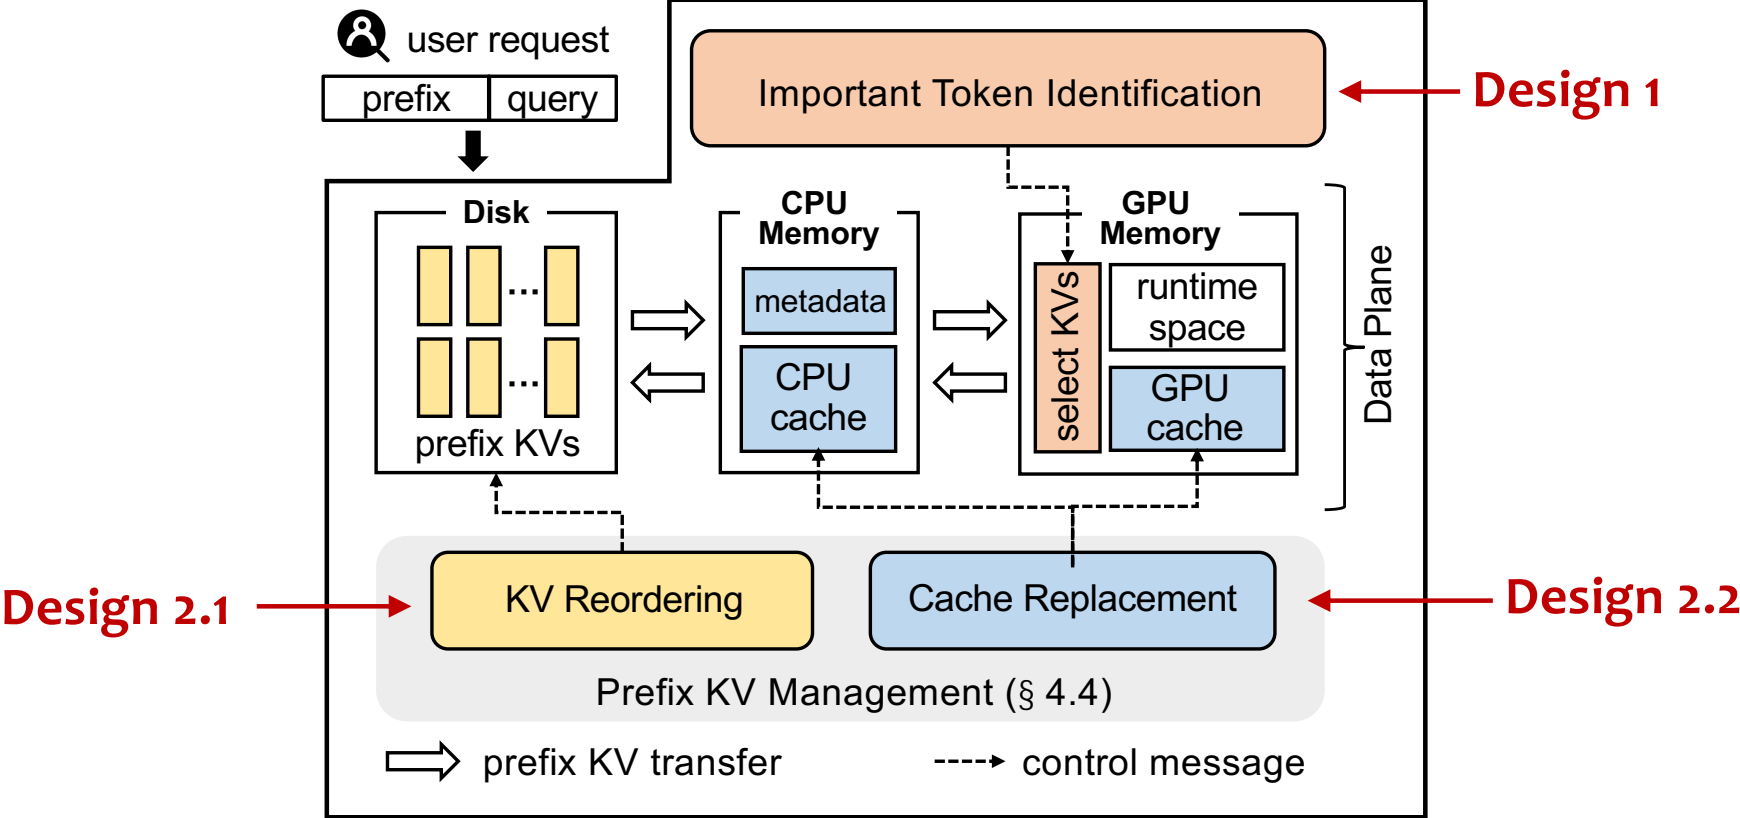 user request
prefix
query
Important Token Identification
Design 1
Disk
prefix KVs
CPU
Memory
metadata
CPU
cache
GPU
Memory
select KVs
runtime
space
GPU
cache
Data Plane
Design 2.1
KV Reordering
Cache Replacement
Design 2.2
Prefix KV Management (§ 4.4)
prefix KV transfer
control message